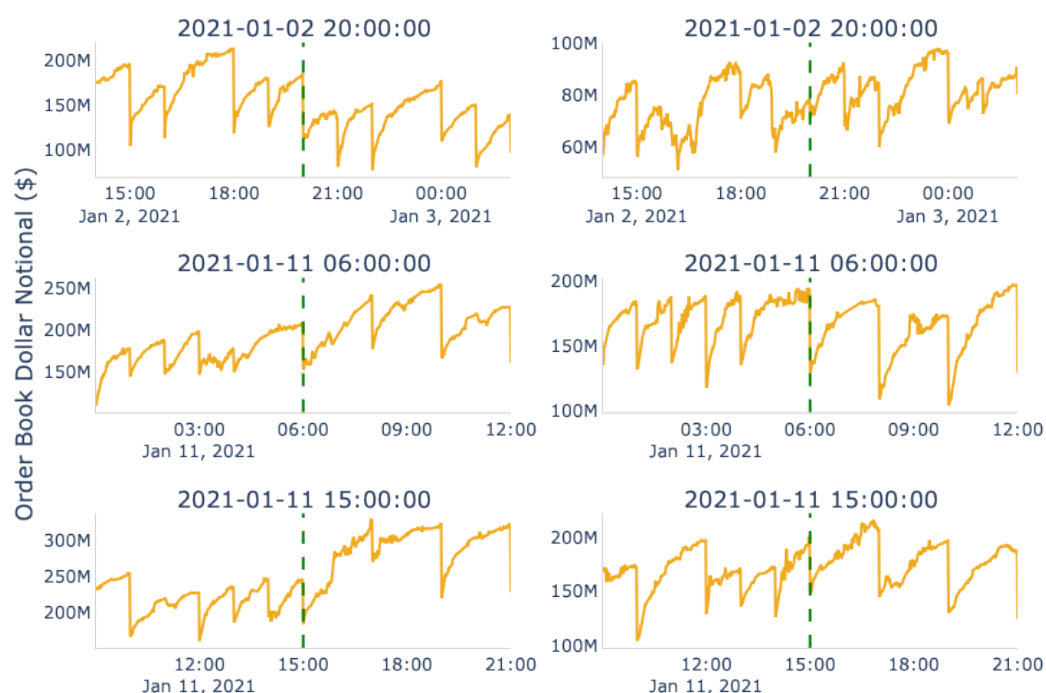 Order Book Dollar Notional ($)
2021-01-02 20:00:00
200M
150M
100M
15:00 18:00 21:00 00:00
Jan 2, 2021 Jan 3, 2021
2021-01-02 20:00:00
100M
80M
60M
15:00 18:00 21:00 00:00
Jan 2, 2021 Jan 3, 2021
2021-01-11 06:00:00
250M
200M
150M
03:00 06:00 09:00 12:00
Jan 11, 2021
2021-01-11 06:00:00
200M
150M
100M
03:00 06:00 09:00 12:00
Jan 11, 2021
2021-01-11 15:00:00
300M
250M
200M
12:00 15:00 18:00 21:00
Jan 11, 2021
2021-01-11 15:00:00
200M
150M
100M
12:00 15:00 18:00 21:00
Jan 11, 2021